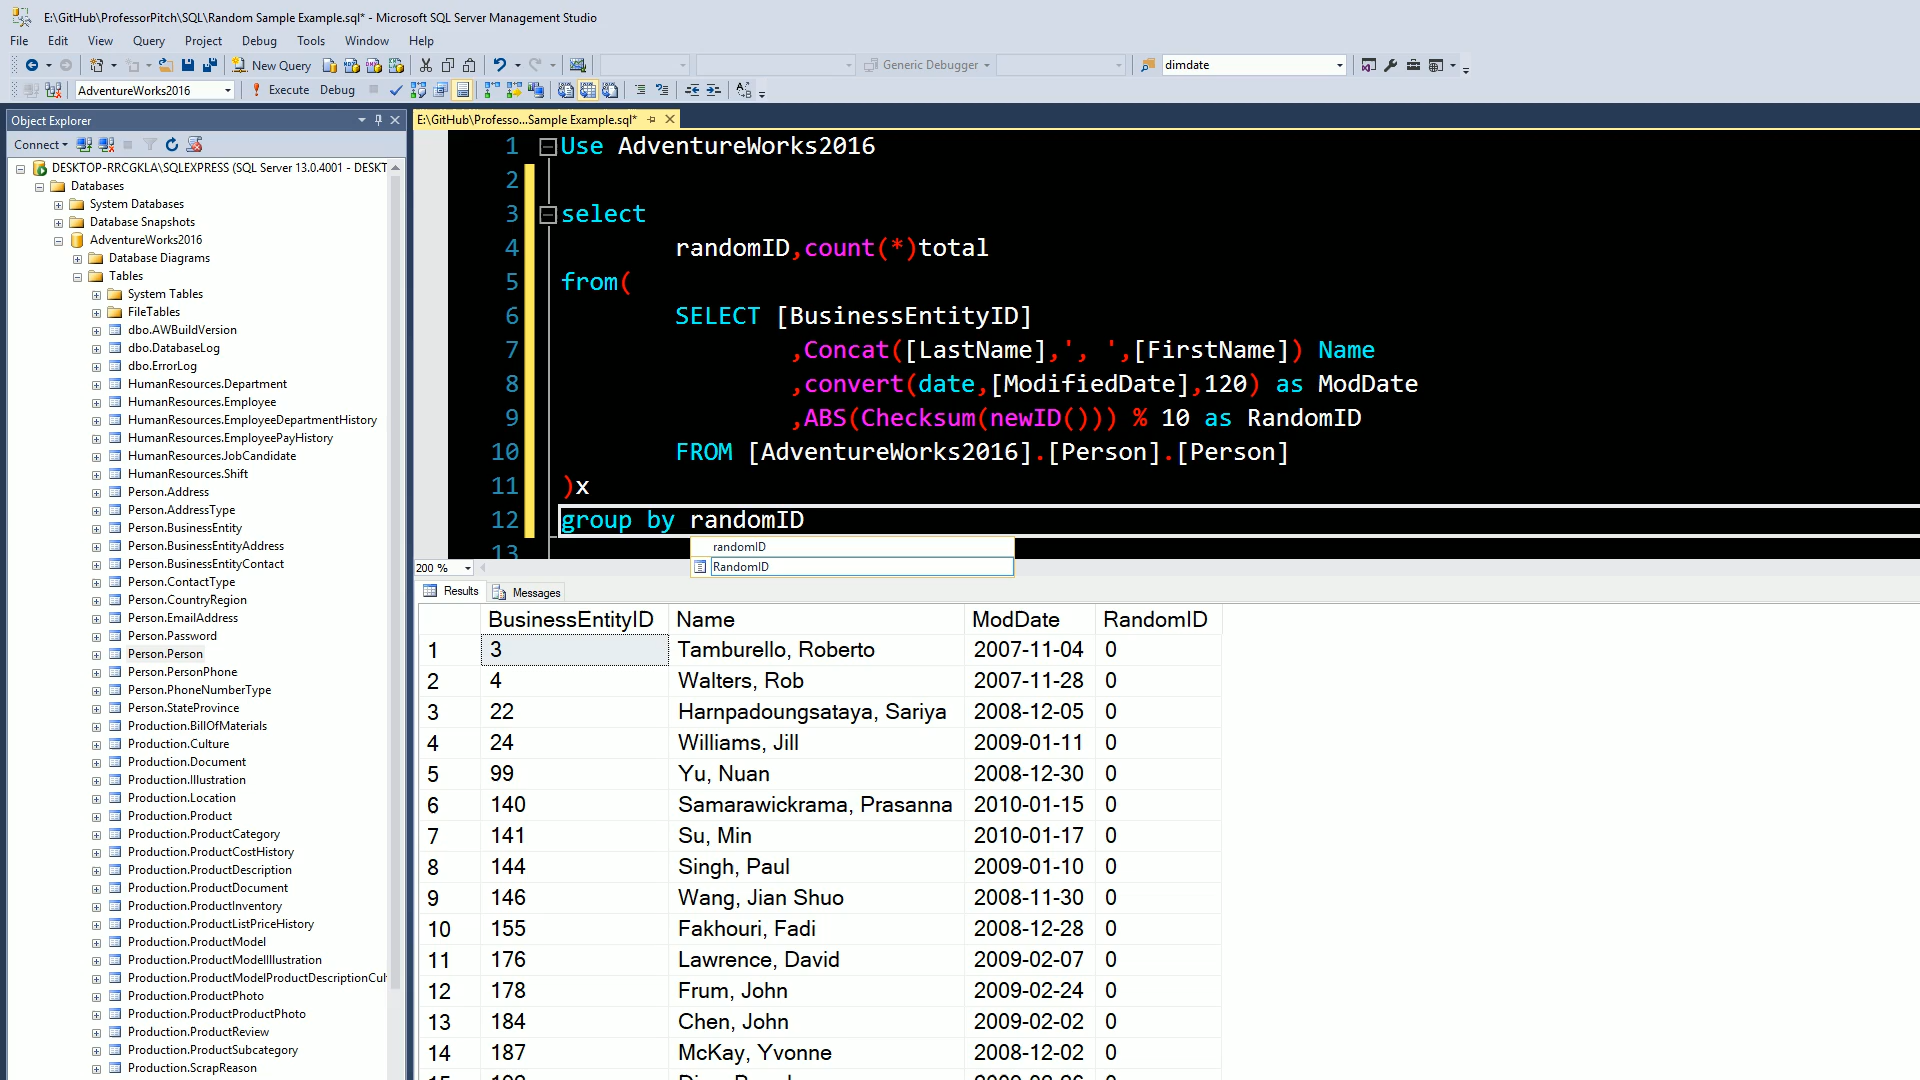 E:\GitHub\ProfessorPitch\SQL\Random Sample Example.sql* - Microsoft SQL Server Management Studio
File Edit View Query Project Debug Tools Window Help
New Query Generic Debugger dimdate
AdventureWorks2016 Execute Debug
Object Explorer
Connect
DESKTOP-RRCGKLA\SQLEXPRESS (SQL Server 13.0.4001 - DESKT
Databases
System Databases
Database Snapshots
AdventureWorks2016
Database Diagrams
Tables
System Tables
FileTables
dbo.AWBuildVersion
dbo.DatabaseLog
dbo.ErrorLog
HumanResources.Department
HumanResources.Employee
HumanResources.EmployeeDepartmentHistory
HumanResources.EmployeePayHistory
HumanResources.JobCandidate
HumanResources.Shift
Person.Address
Person.AddressType
Person.BusinessEntity
Person.BusinessEntityAddress
Person.BusinessEntityContact
Person.ContactType
Person.CountryRegion
Person.EmailAddress
Person.Password
Person.Person
Person.PersonPhone
Person.PhoneNumberType
Person.StateProvince
Production.BillOfMaterials
Production.Culture
Production.Document
Production.Illustration
Production.Location
Production.Product
Production.ProductCategory
Production.ProductCostHistory
Production.ProductDescription
Production.ProductDocument
Production.ProductInventory
Production.ProductListPriceHistory
Production.ProductModel
Production.ProductModelIllustration
Production.ProductModelProductDescriptionCul
Production.ProductPhoto
Production.ProductProductPhoto
Production.ProductReview
Production.ProductSubcategory
Production.ScrapReason
E:\GitHub\Professo...Sample Example.sql*
1 Use AdventureWorks2016
2
3 select
4 randomID,count(*)total
5 from(
6 SELECT [BusinessEntityID]
7 ,Concat([LastName],', ',[FirstName]) Name
8 ,convert(date,[ModifiedDate],120) as ModDate
9 ,ABS(Checksum(newID())) % 10 as RandomID
10 FROM [AdventureWorks2016].[Person].[Person]
11 )x
12 group by randomID
13
randomID
RandomID
200 %
Results Messages
BusinessEntityID Name ModDate RandomID
1 3 Tamburello, Roberto 2007-11-04 0
2 4 Walters, Rob 2007-11-28 0
3 22 Harnpadoungsataya, Sariya 2008-12-05 0
4 24 Williams, Jill 2009-01-11 0
5 99 Yu, Nuan 2008-12-30 0
6 140 Samarawickrama, Prasanna 2010-01-15 0
7 141 Su, Min 2010-01-17 0
8 144 Singh, Paul 2009-01-10 0
9 146 Wang, Jian Shuo 2008-11-30 0
10 155 Fakhouri, Fadi 2008-12-28 0
11 176 Lawrence, David 2009-02-07 0
12 178 Frum, John 2009-02-24 0
13 184 Chen, John 2009-02-02 0
14 187 McKay, Yvonne 2008-12-02 0